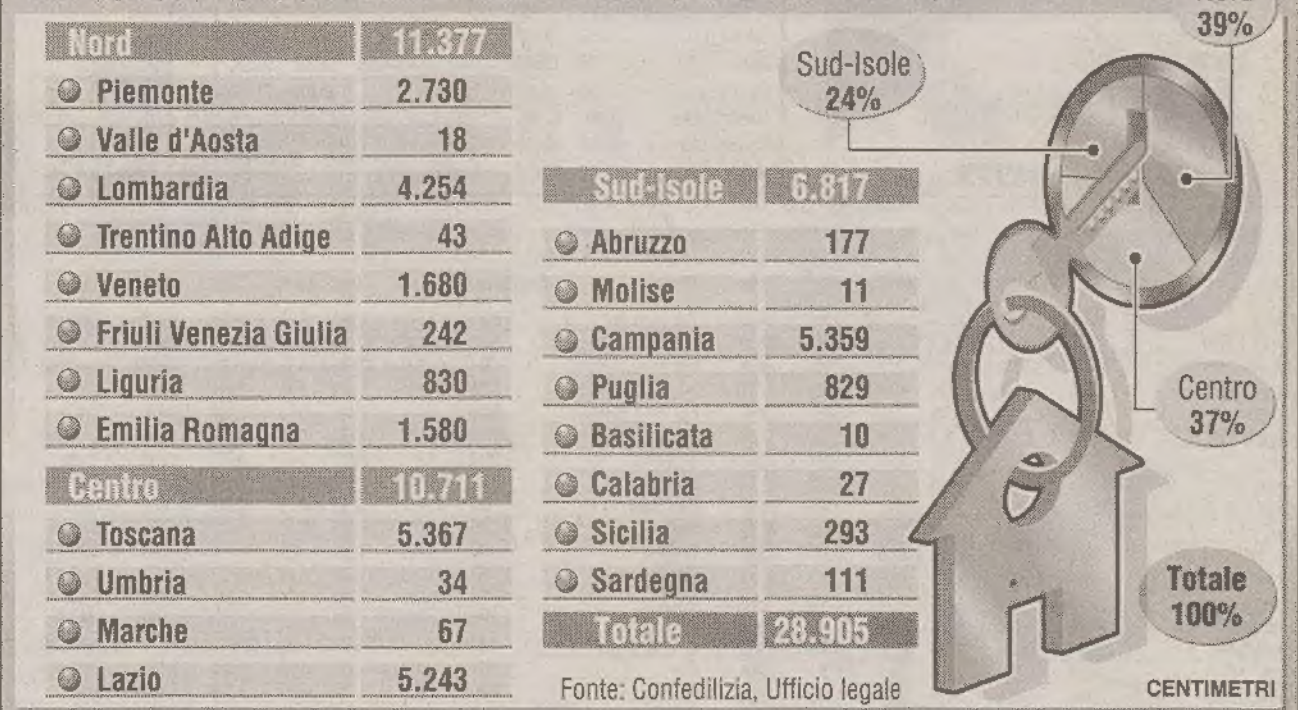 Nord 11.377
Piemonte 2.730
Valle d'Aosta 18
Lombardia 4.254
Trentino Alto Adige 43
Veneto 1.680
Friuli Venezia Giulia 242
Liguria 830
Emilia Romagna 1.580
Centro 10.711
Toscana 5.367
Umbria 34
Marche 67
Lazio 5.243
Sud-Isole 6.817
Abruzzo 177
Molise 11
Campania 5.359
Puglia 829
Basilicata 10
Calabria 27
Sicilia 293
Sardegna 111
Totale 28.905
Fonte: Confedilizia, Ufficio legale
39%
Sud-Isole
24%
Centro
37%
Totale
100%
CENTIMETRI